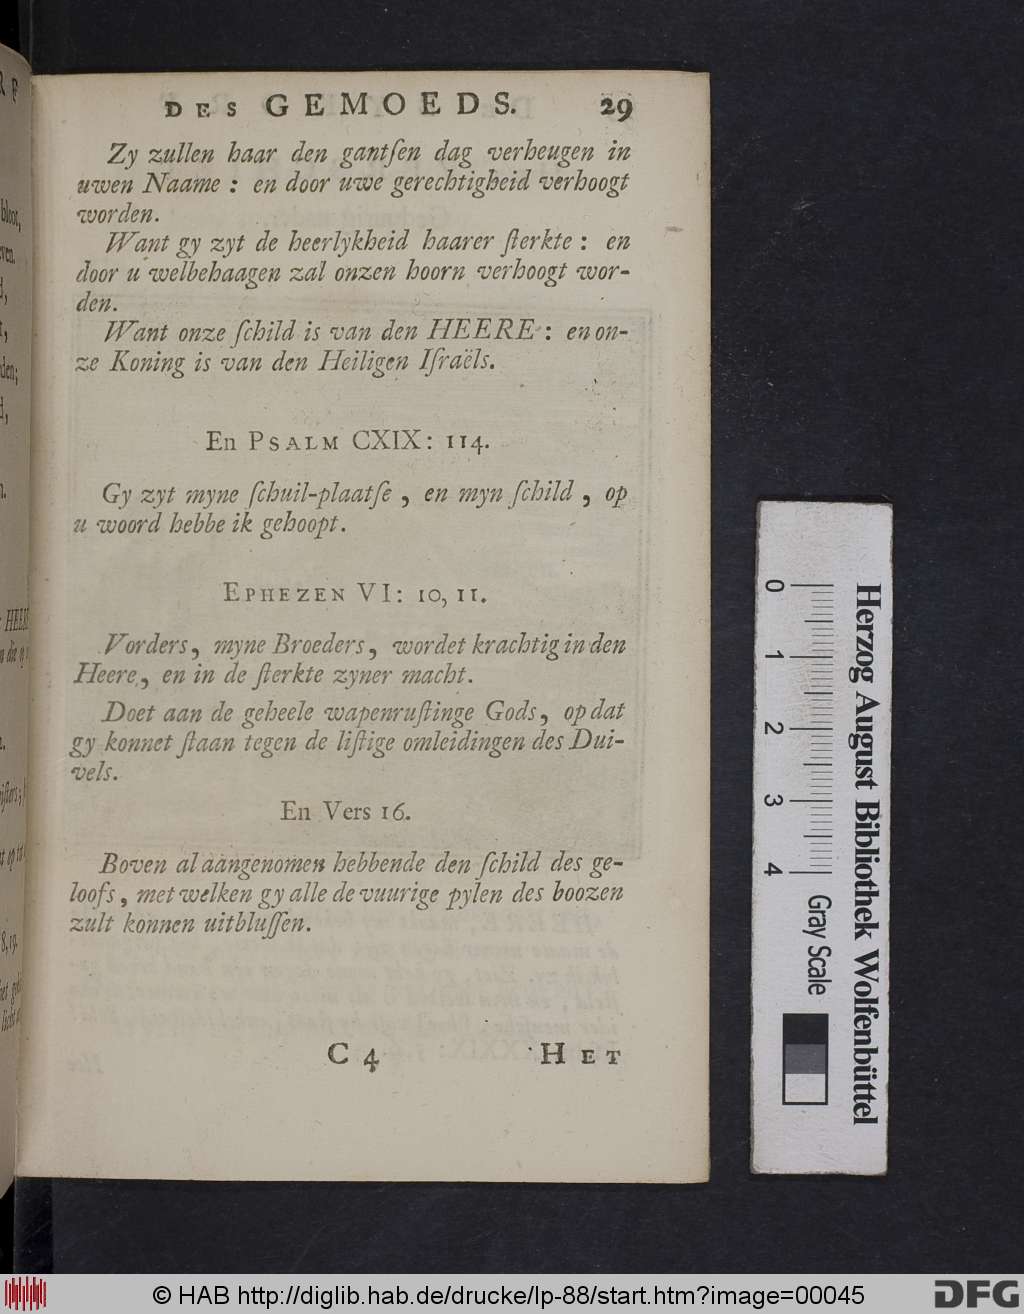 DES GEMOEDS. 29
Zy zullen haar den gantſen dag verheugen in
uwen Naame : en door uwe gerechtigheid verhoogt
worden.
Want gy zyt de heerlykheid haarer ſterkte : en
door u welbehaagen zal onzen hoorn verhoogt wor-
den.
Want onze ſchild is van den HEERE : en on-
ze Koning is van den Heiligen Iſraëls.
En PSALM CXIX: 114.
Gy zyt myne ſchuil-plaatſe , en myn ſchild , op
u woord hebbe ik gehoopt.
EPHEZEN VI: 10, 11.
Vorders, myne Broeders, wordet krachtig in den
Heere, en in de ſterkte zyner macht.
Doet aan de geheele wapenruſtinge Gods, op dat
gy konnet ſtaan tegen de liſtige omleidingen des Dui-
vels.
En Vers 16.
Boven al aangenomen hebbende den ſchild des ge-
loofs, met welken gy alle de vuurige pylen des boozen
zult konnen uitbluſſen.
C 4 HET
0 1 2 3 4
Gray Scale
Herzog August Bibliothek Wolfenbüttel
© HAB http://diglib.hab.de/drucke/lp-88/start.htm?image=00045
DFG